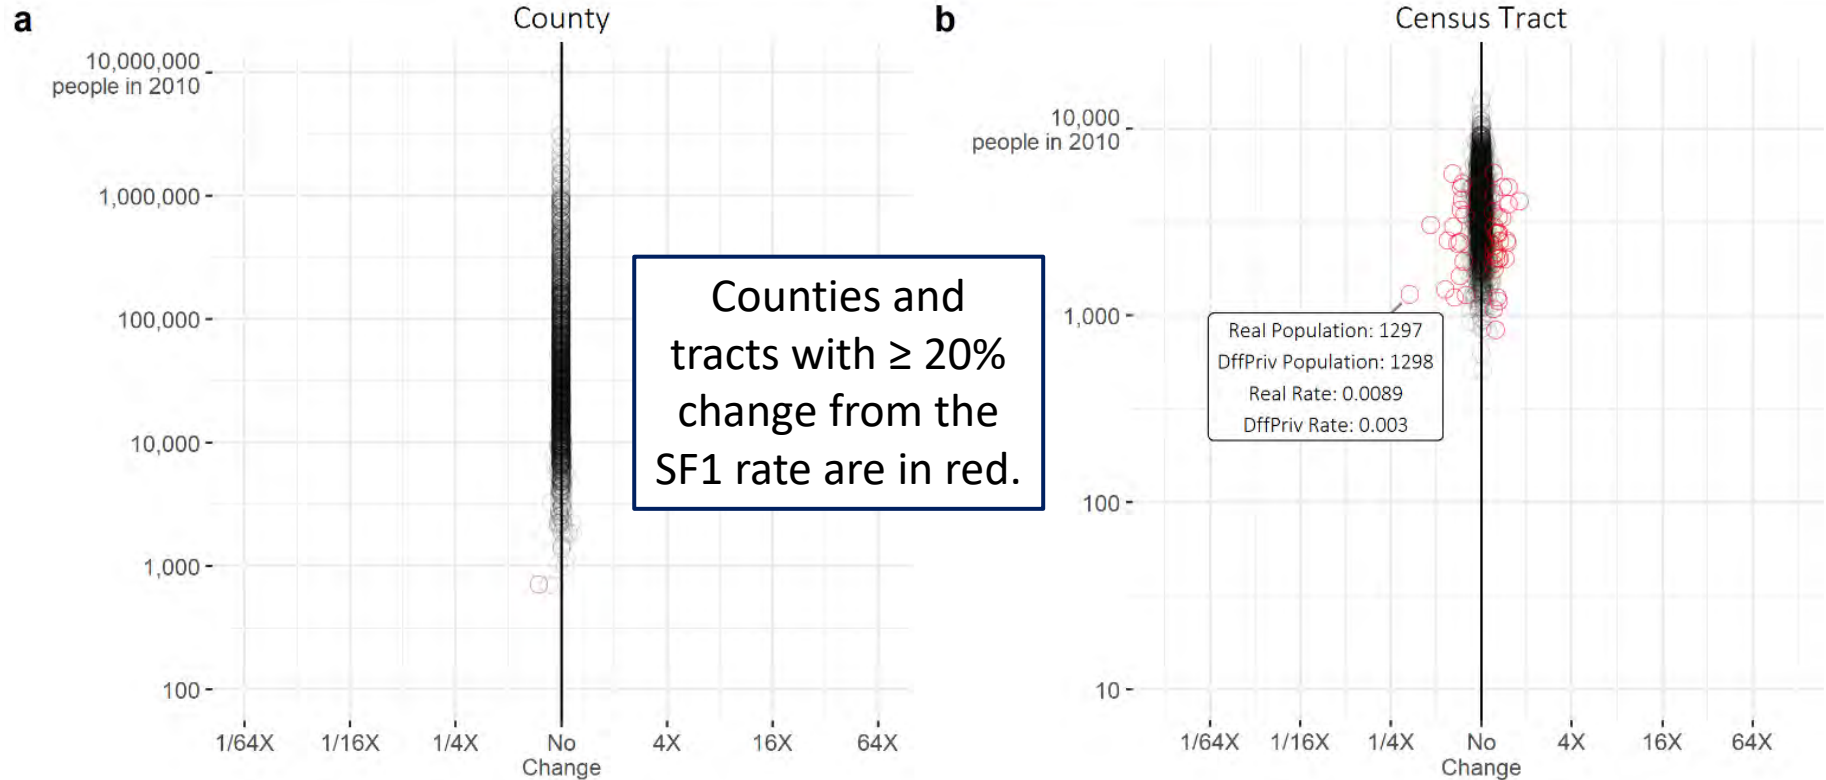 a
County
10,000,000
people in 2010
1,000,000
100,000
10,000
1,000
100
1/64X
1/16X
1/4X
No
Change
4X
16X
64X
Counties and
tracts with ≥ 20%
change from the
SF1 rate are in red.
b
Census Tract
10,000
people in 2010
1,000
100
10
Real Population: 1297
DffPriv Population: 1298
Real Rate: 0.0089
DffPriv Rate: 0.003
1/64X
1/16X
1/4X
No
Change
4X
16X
64X